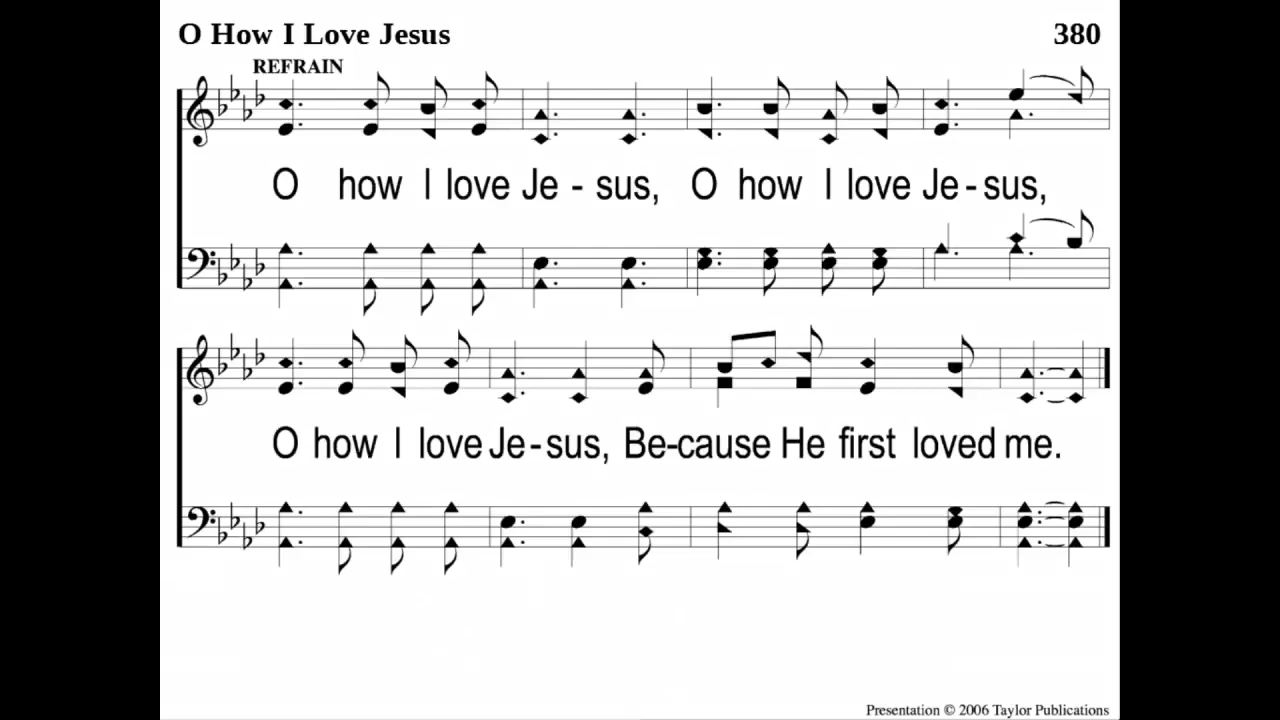 O How I Love Jesus 380
REFRAIN
O how I love Je - sus, O how I love Je - sus,
O how I love Je - sus, Be - cause He first loved me.
Presentation © 2006 Taylor Publications